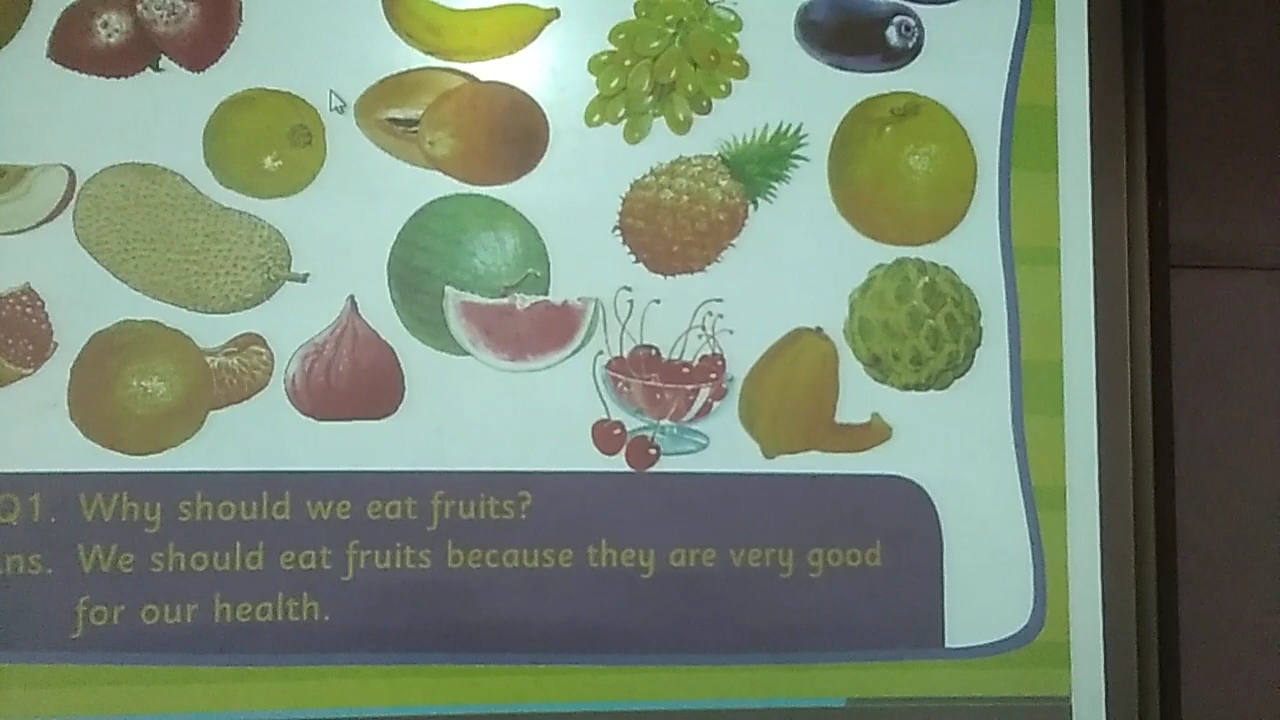 Q1. Why should we eat fruits?
ns. We should eat fruits because they are very good
for our health.